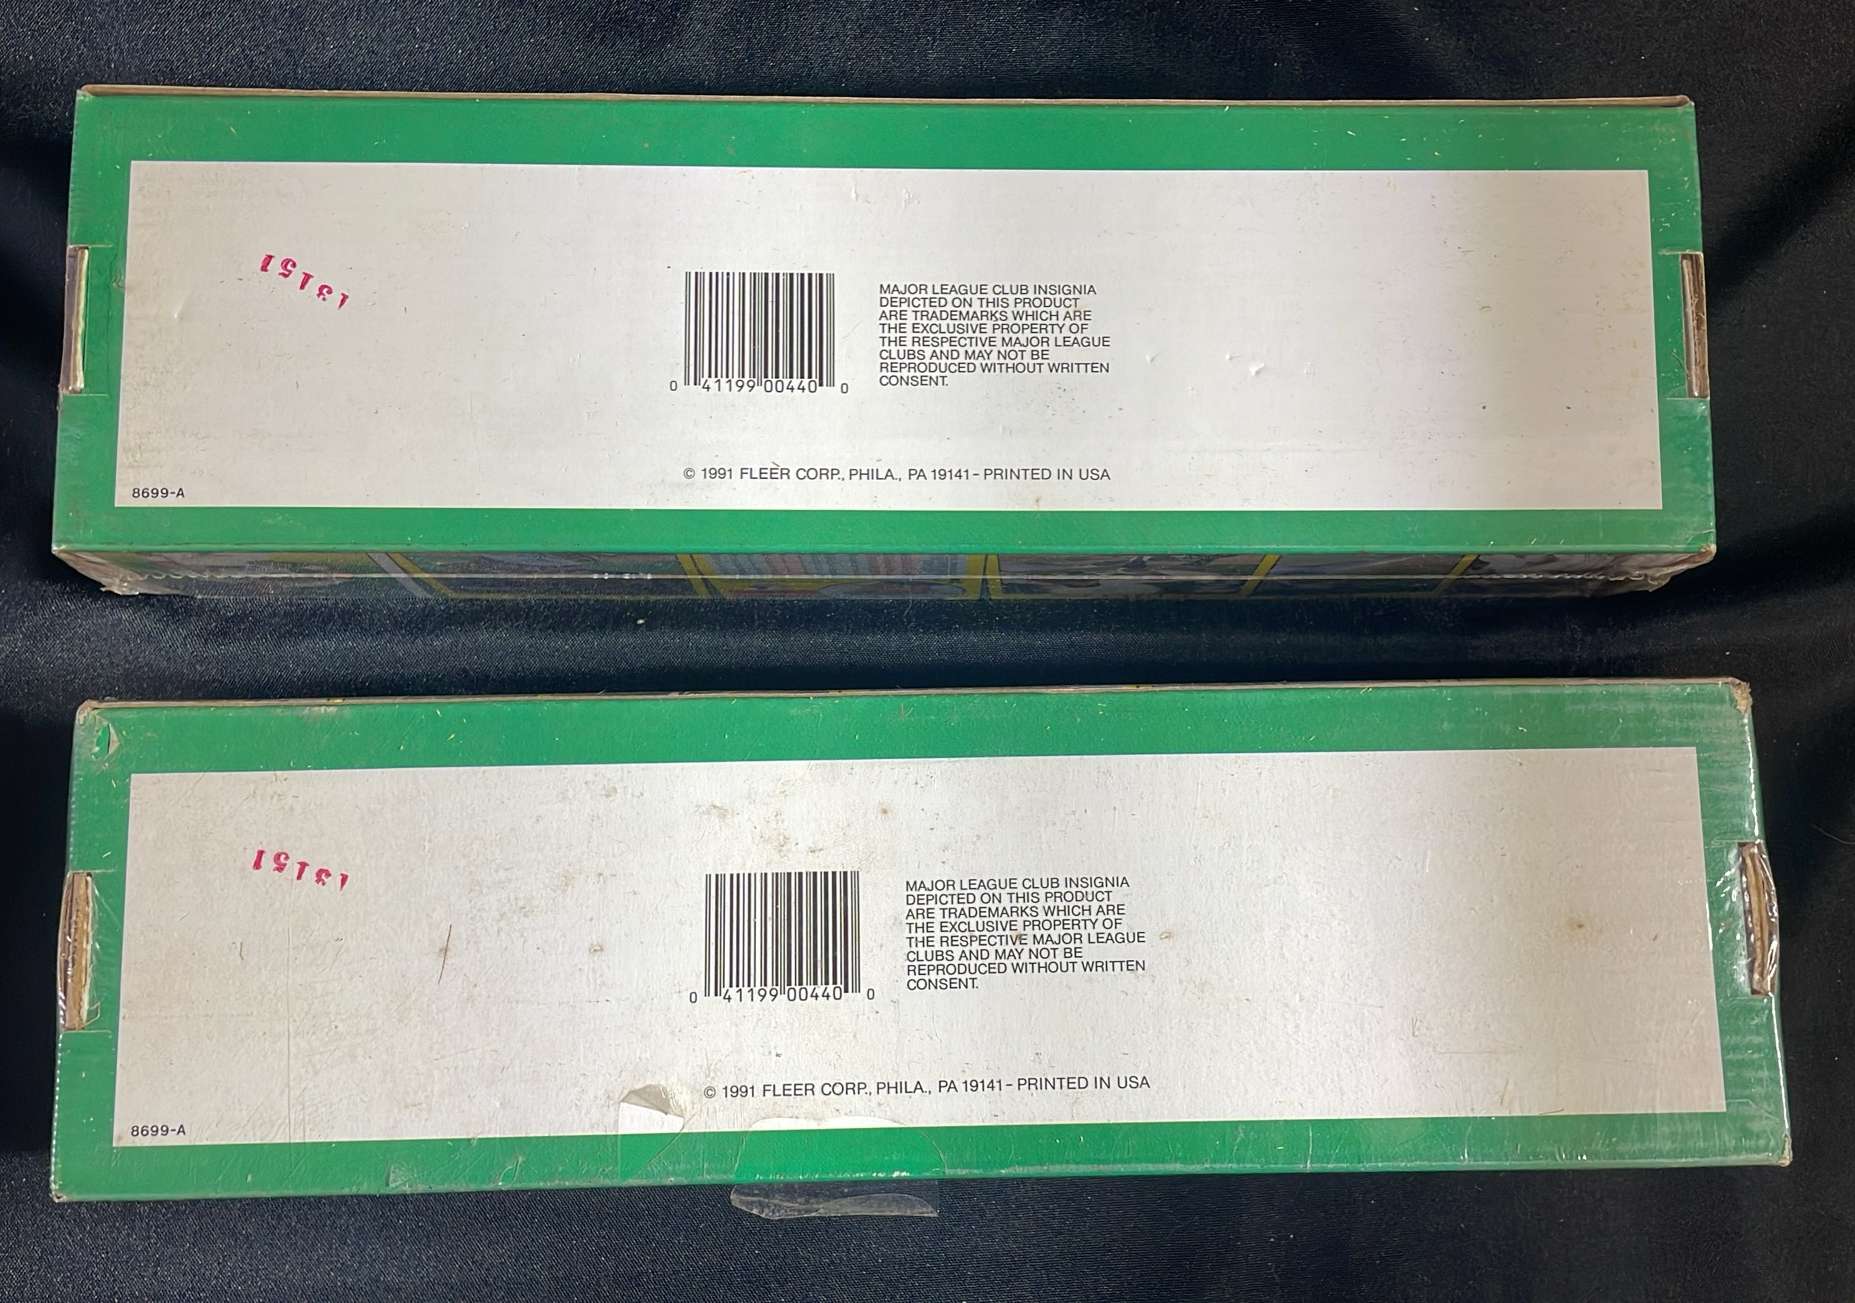 13151
MAJOR LEAGUE CLUB INSIGNIA
DEPICTED ON THIS PRODUCT
ARE TRADEMARKS WHICH ARE
THE EXCLUSIVE PROPERTY OF
THE RESPECTIVE MAJOR LEAGUE
CLUBS AND MAY NOT BE
REPRODUCED WITHOUT WRITTEN
CONSENT.
0 41199 00440 0
© 1991 FLEER CORP., PHILA., PA 19141 - PRINTED IN USA
8699-A
13151
MAJOR LEAGUE CLUB INSIGNIA
DEPICTED ON THIS PRODUCT
ARE TRADEMARKS WHICH ARE
THE EXCLUSIVE PROPERTY OF
THE RESPECTIVE MAJOR LEAGUE
CLUBS AND MAY NOT BE
REPRODUCED WITHOUT WRITTEN
CONSENT.
0 41199 00440 0
© 1991 FLEER CORP., PHILA., PA 19141 - PRINTED IN USA
8699-A